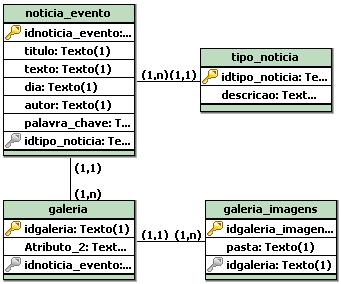 noticia_evento
idnoticia_evento:...
titulo: Texto(1)
texto: Texto(1)
dia: Texto(1)
autor: Texto(1)
palavra_chave: T...
idtipo_noticia: Te...
(1,n)(1,1)
tipo_noticia
idtipo_noticia: Te...
descricao: Text...
(1,1)
(1,n)
galeria
idgaleria: Texto(1)
Atributo_2: Text...
idnoticia_evento:...
(1,1) (1,n)
galeria_imagens
idgaleria_imagen...
pasta: Texto(1)
idgaleria: Texto(1)